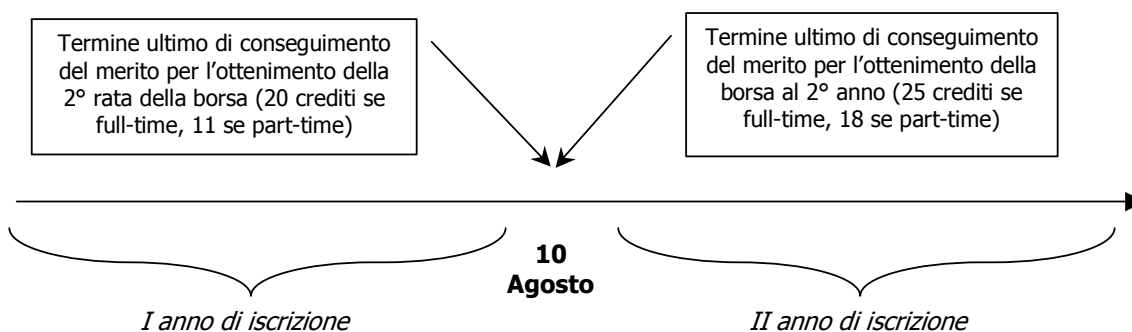 Termine ultimo di conseguimento
del merito per l'ottenimento della
2° rata della borsa (20 crediti se
full-time, 11 se part-time)
Termine ultimo di conseguimento
del merito per l'ottenimento della
borsa al 2° anno (25 crediti se
full-time, 18 se part-time)
10
Agosto
I anno di iscrizione
II anno di iscrizione